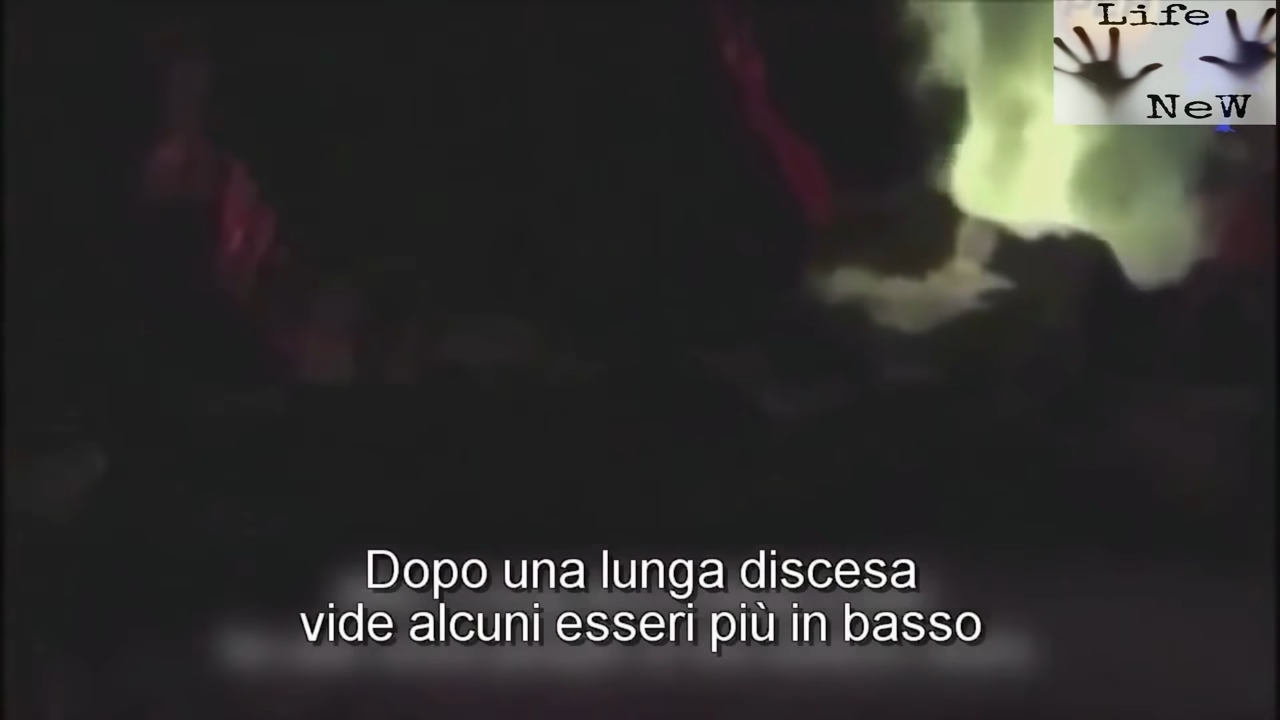 Life
NeW
Dopo una lunga discesa
vide alcuni esseri più in basso